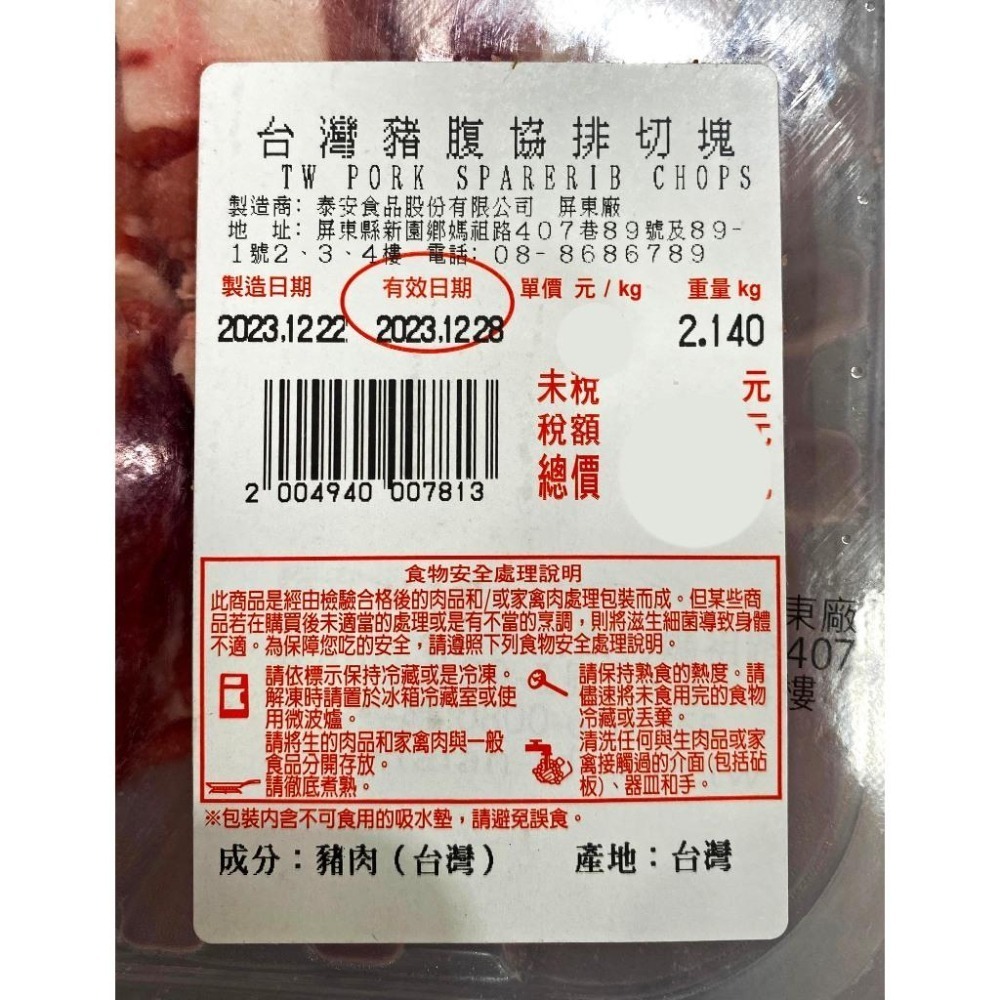 台灣豬腹協排切塊
TW PORK SPARERIB CHOPS
製造商：泰安食品股份有限公司 屏東廠
地 址：屏東縣新園鄉媽祖路407巷89號及89-
1號2、3、4樓 電話：08-8686789
製造日期 有效日期 單價 元/kg 重量 kg
2023.12.22 2023.12.28 2.140
未稅 元
稅額 元
總價
2 004940 007813
食物安全處理說明
此商品是經由檢驗合格後的肉品和/或家禽肉處理包裝而成。但某些商
品若在購買後未適當的處理或是有不當的烹調，則將滋生細菌導致身體
不適。為保障您吃的安全，請遵照下列食物安全處理說明。
請依標示保持冷藏或是冷凍。
解凍時請置於冰箱冷藏室或使
用微波爐。
請將生的肉品和家禽肉與一般
食品分開存放。
請徹底煮熟。
請保持熟食的熱度。請
儘速將未食用完的食物
冷藏或丟棄。
清洗任何與生肉品或家
禽接觸過的介面(包括砧
板)、器皿和手。
※包裝內含不可食用的吸水墊，請避免誤食。
成分：豬肉（台灣） 產地：台灣
東廠
407
樓